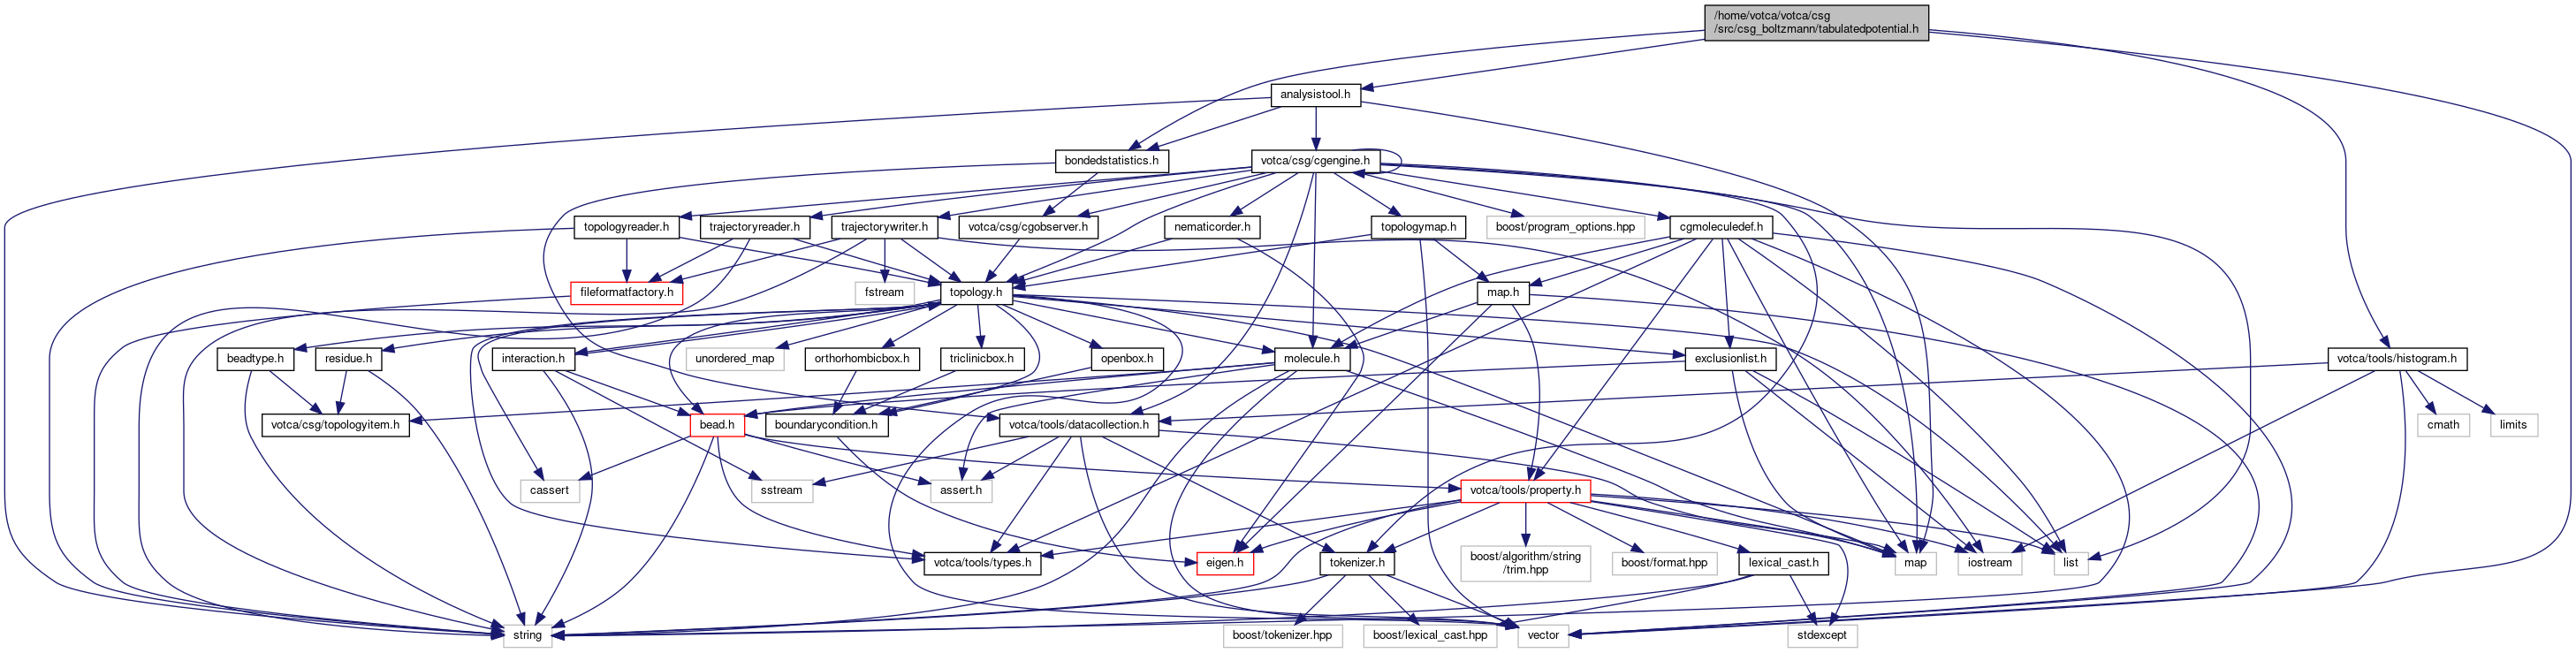 /home/votca/votca/csg
/src/csg_boltzmann/tabulatedpotential.h
analysistool.h
bondedstatistics.h
votca/csg/cgengine.h
topologyreader.h
trajectoryreader.h
trajectorywriter.h
votca/csg/cgobserver.h
nematicorder.h
topologymap.h
boost/program_options.hpp
cgmoleculedef.h
fileformatfactory.h
fstream
topology.h
map.h
beadtype.h
residue.h
interaction.h
unordered_map
orthorhombicbox.h
triclinicbox.h
openbox.h
molecule.h
exclusionlist.h
votca/tools/histogram.h
votca/csg/topologyitem.h
bead.h
boundarycondition.h
votca/tools/datacollection.h
cmath
limits
cassert
sstream
assert.h
votca/tools/property.h
votca/tools/types.h
eigen.h
tokenizer.h
boost/algorithm/string
/trim.hpp
boost/format.hpp
lexical_cast.h
map
iostream
list
string
boost/tokenizer.hpp
boost/lexical_cast.hpp
vector
stdexcept